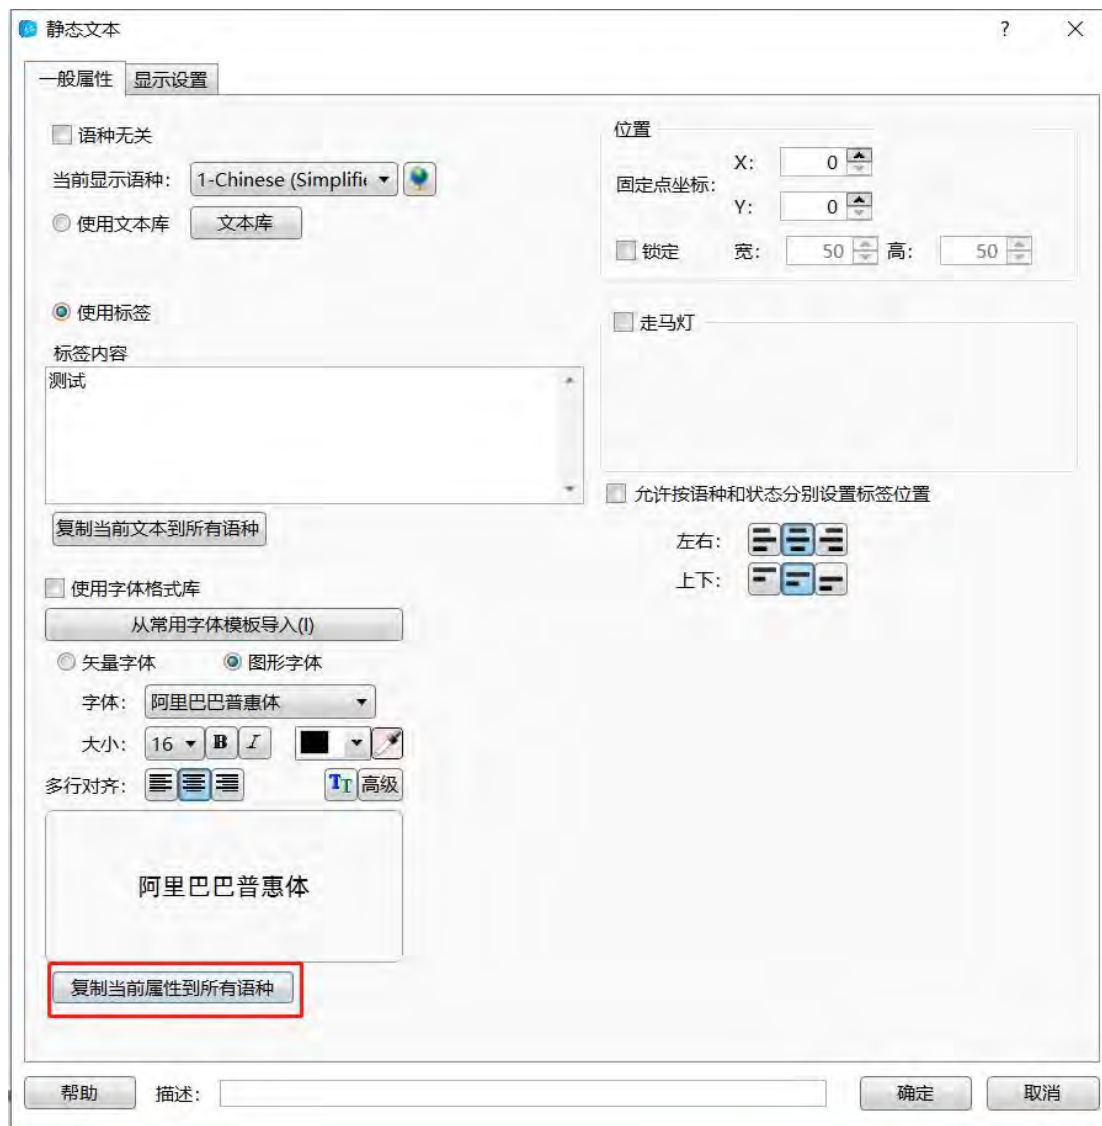 静态文本
?
一般属性 显示设置
语种无关
当前显示语种： 1-Chinese (Simplifie
使用文本库 文本库
使用标签
标签内容
测试
复制当前文本到所有语种
使用字体格式库
从常用字体模板导入(I)
矢量字体 图形字体
字体： 阿里巴巴普惠体
大小： 16 B I
多行对齐： TT 高级
阿里巴巴普惠体
复制当前属性到所有语种
位置
固定点坐标：
X： 0
Y： 0
锁定 宽： 50 高： 50
走马灯
允许按语种和状态分别设置标签位置
左右：
上下：
帮助 描述： 确定 取消